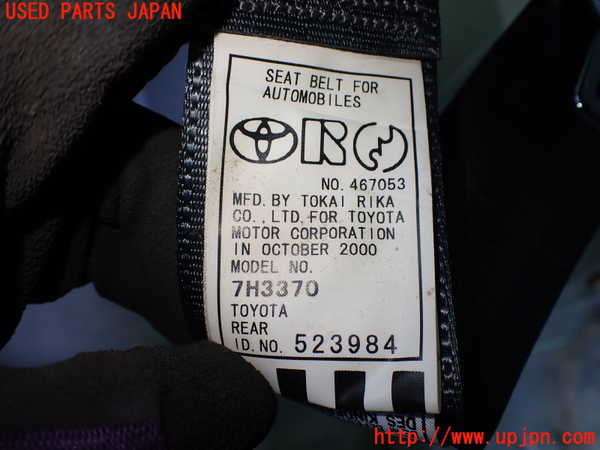 USED PARTS JAPAN
SEAT BELT FOR
AUTOMOBILES
NO. 467053
MFD. BY TOKAI RIKA
CO., LTD. FOR TOYOTA
MOTOR CORPORATION
IN OCTOBER 2000
MODEL NO.
7H3370
TOYOTA
REAR
ID. NO. 523984
http://www.upjpn.com/